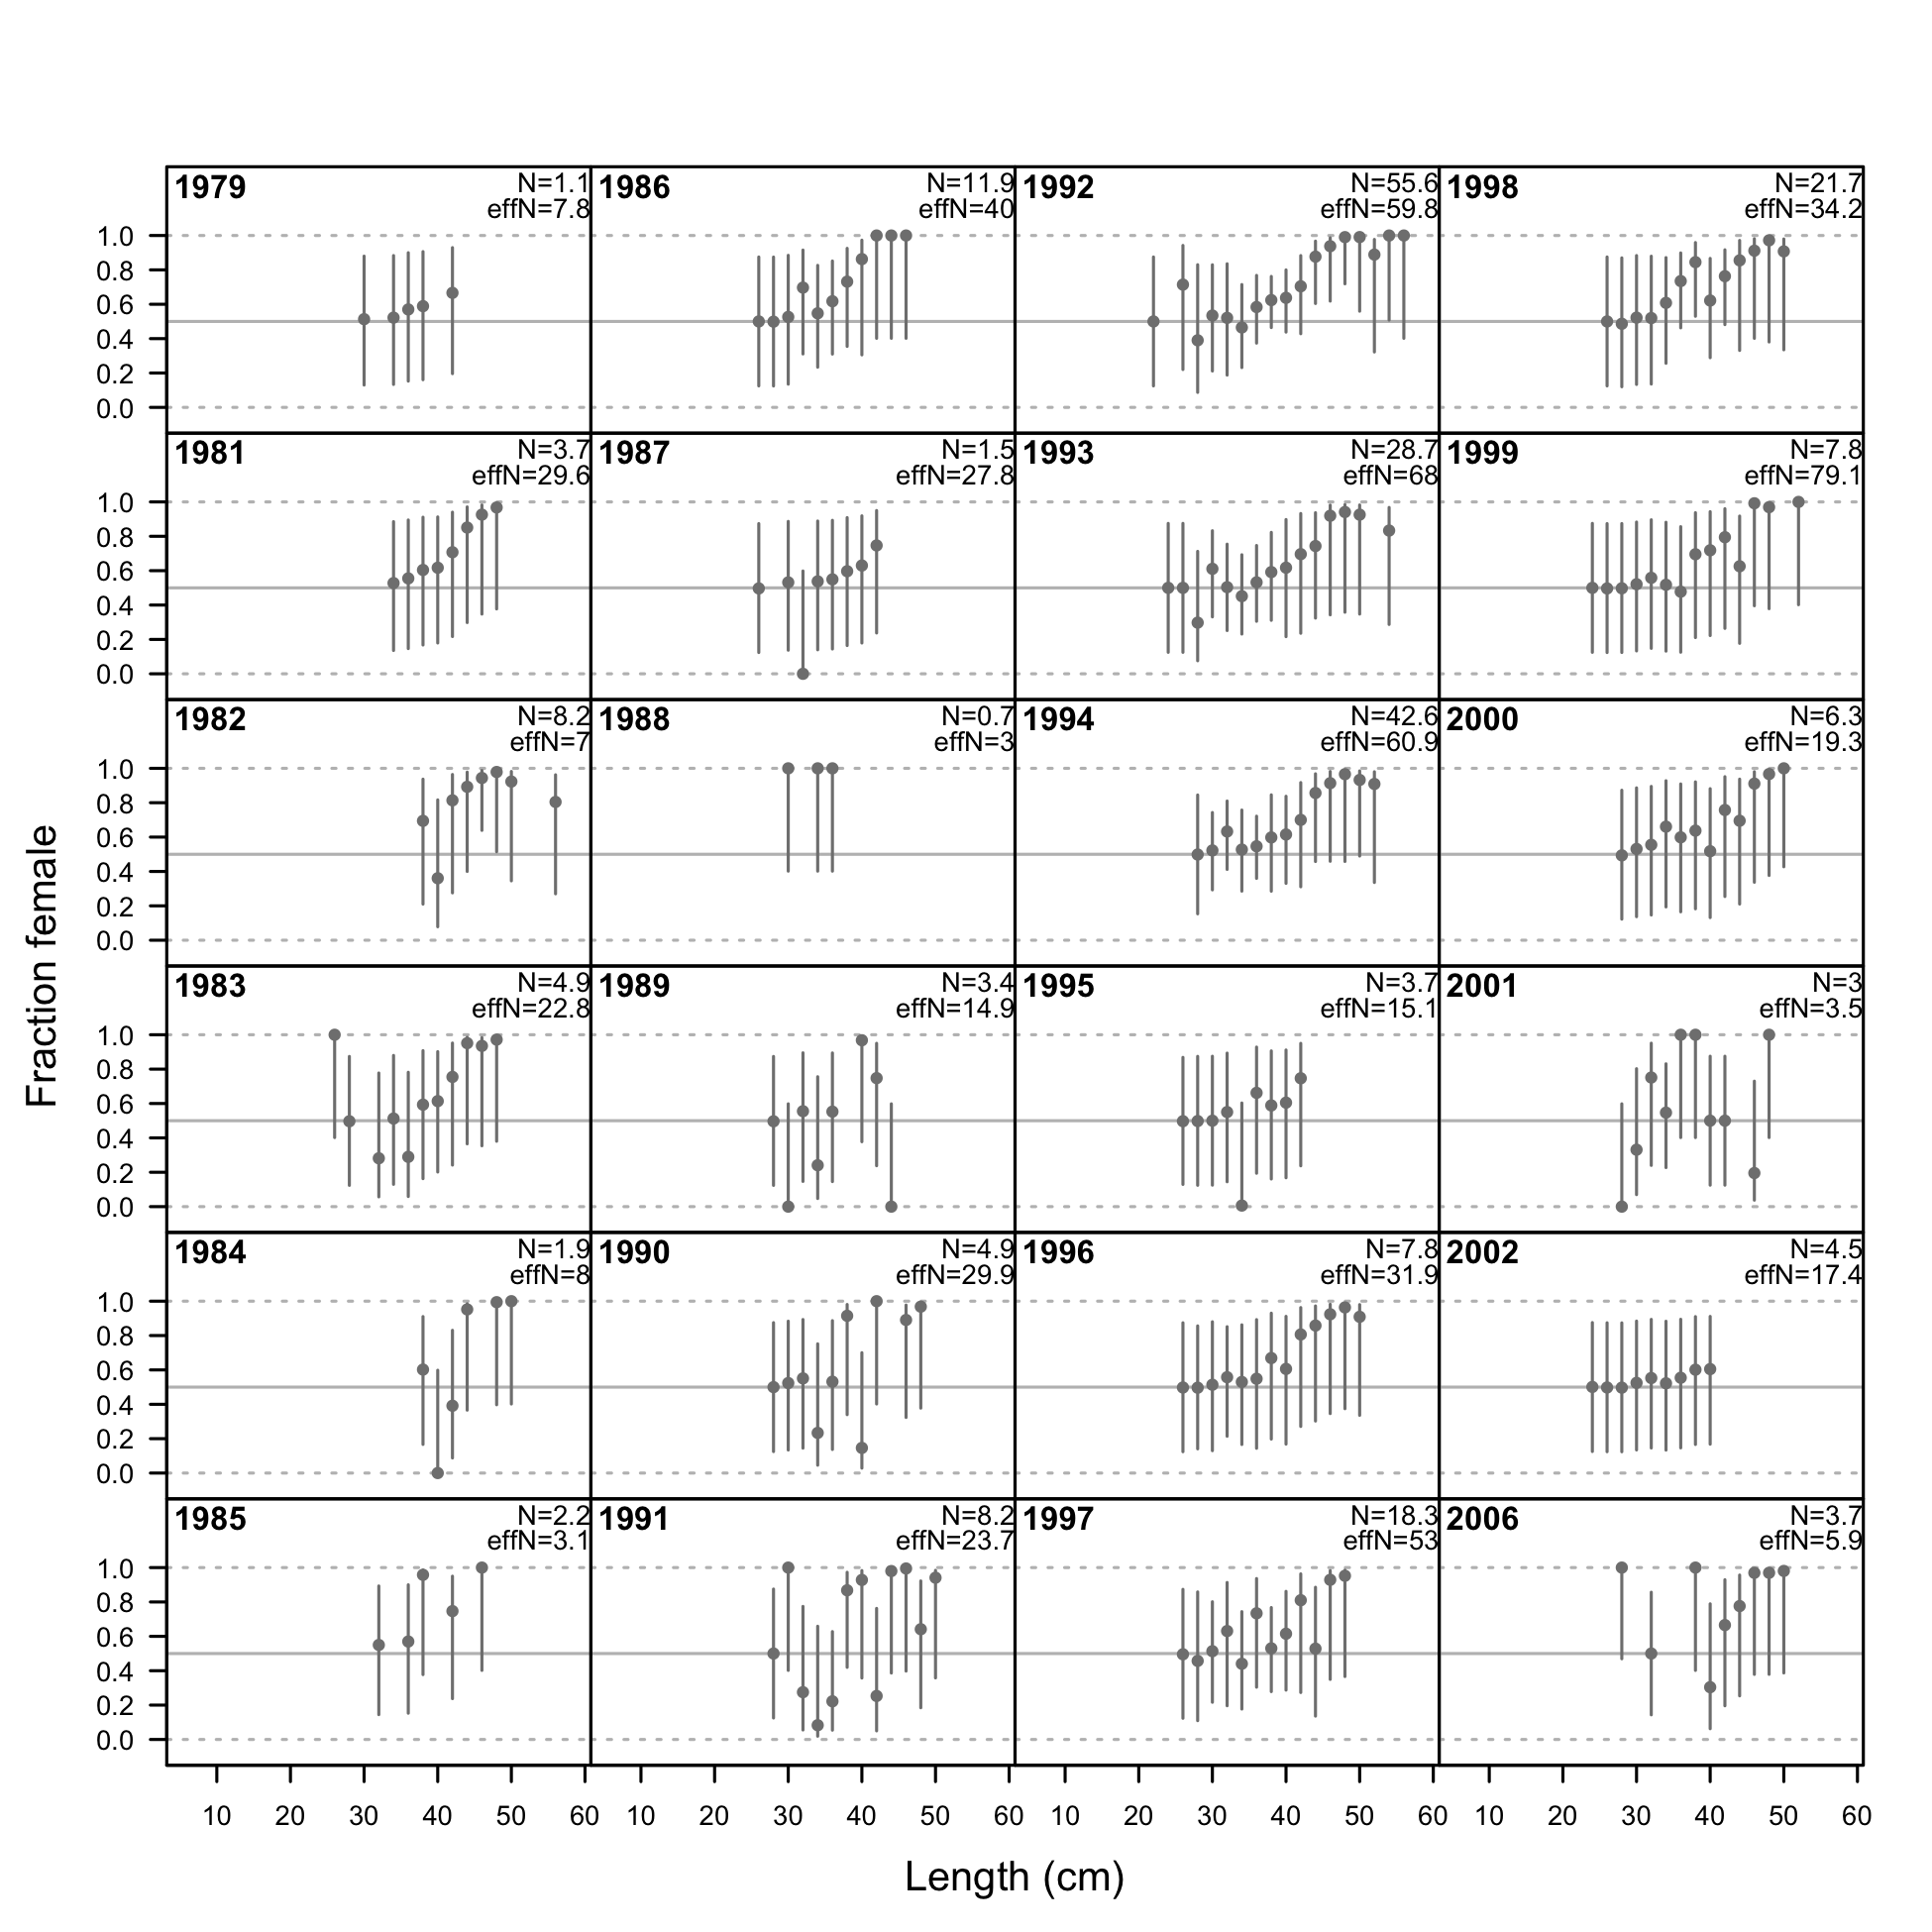 1979 N=1.1 1986 N=11.9 1992 N=55.6 1998 N=21.7
effN=7.8 effN=40 effN=59.8 effN=34.2
1.0
0.8
0.6
0.4
0.2
0.0
1981 N=3.7 1987 N=1.5 1993 N=28.7 1999 N=7.8
effN=29.6 effN=27.8 effN=68 effN=79.1
1.0
0.8
0.6
0.4
0.2
0.0
1982 N=8.2 1988 N=0.7 1994 N=42.6 2000 N=6.3
effN=7 effN=3 effN=60.9 effN=19.3
1.0
0.8
0.6
0.4
0.2
0.0
1983 N=4.9 1989 N=3.4 1995 N=3.7 2001 N=3
effN=22.8 effN=14.9 effN=15.1 effN=3.5
1.0
0.8
0.6
0.4
0.2
0.0
1984 N=1.9 1990 N=4.9 1996 N=7.8 2002 N=4.5
effN=8 effN=29.9 effN=31.9 effN=17.4
1.0
0.8
0.6
0.4
0.2
0.0
1985 N=2.2 1991 N=8.2 1997 N=18.3 2006 N=3.7
effN=3.1 effN=23.7 effN=53 effN=5.9
1.0
0.8
0.6
0.4
0.2
0.0
10 20 30 40 50 60 10 20 30 40 50 60 10 20 30 40 50 60 10 20 30 40 50 60
Length (cm)
Fraction female